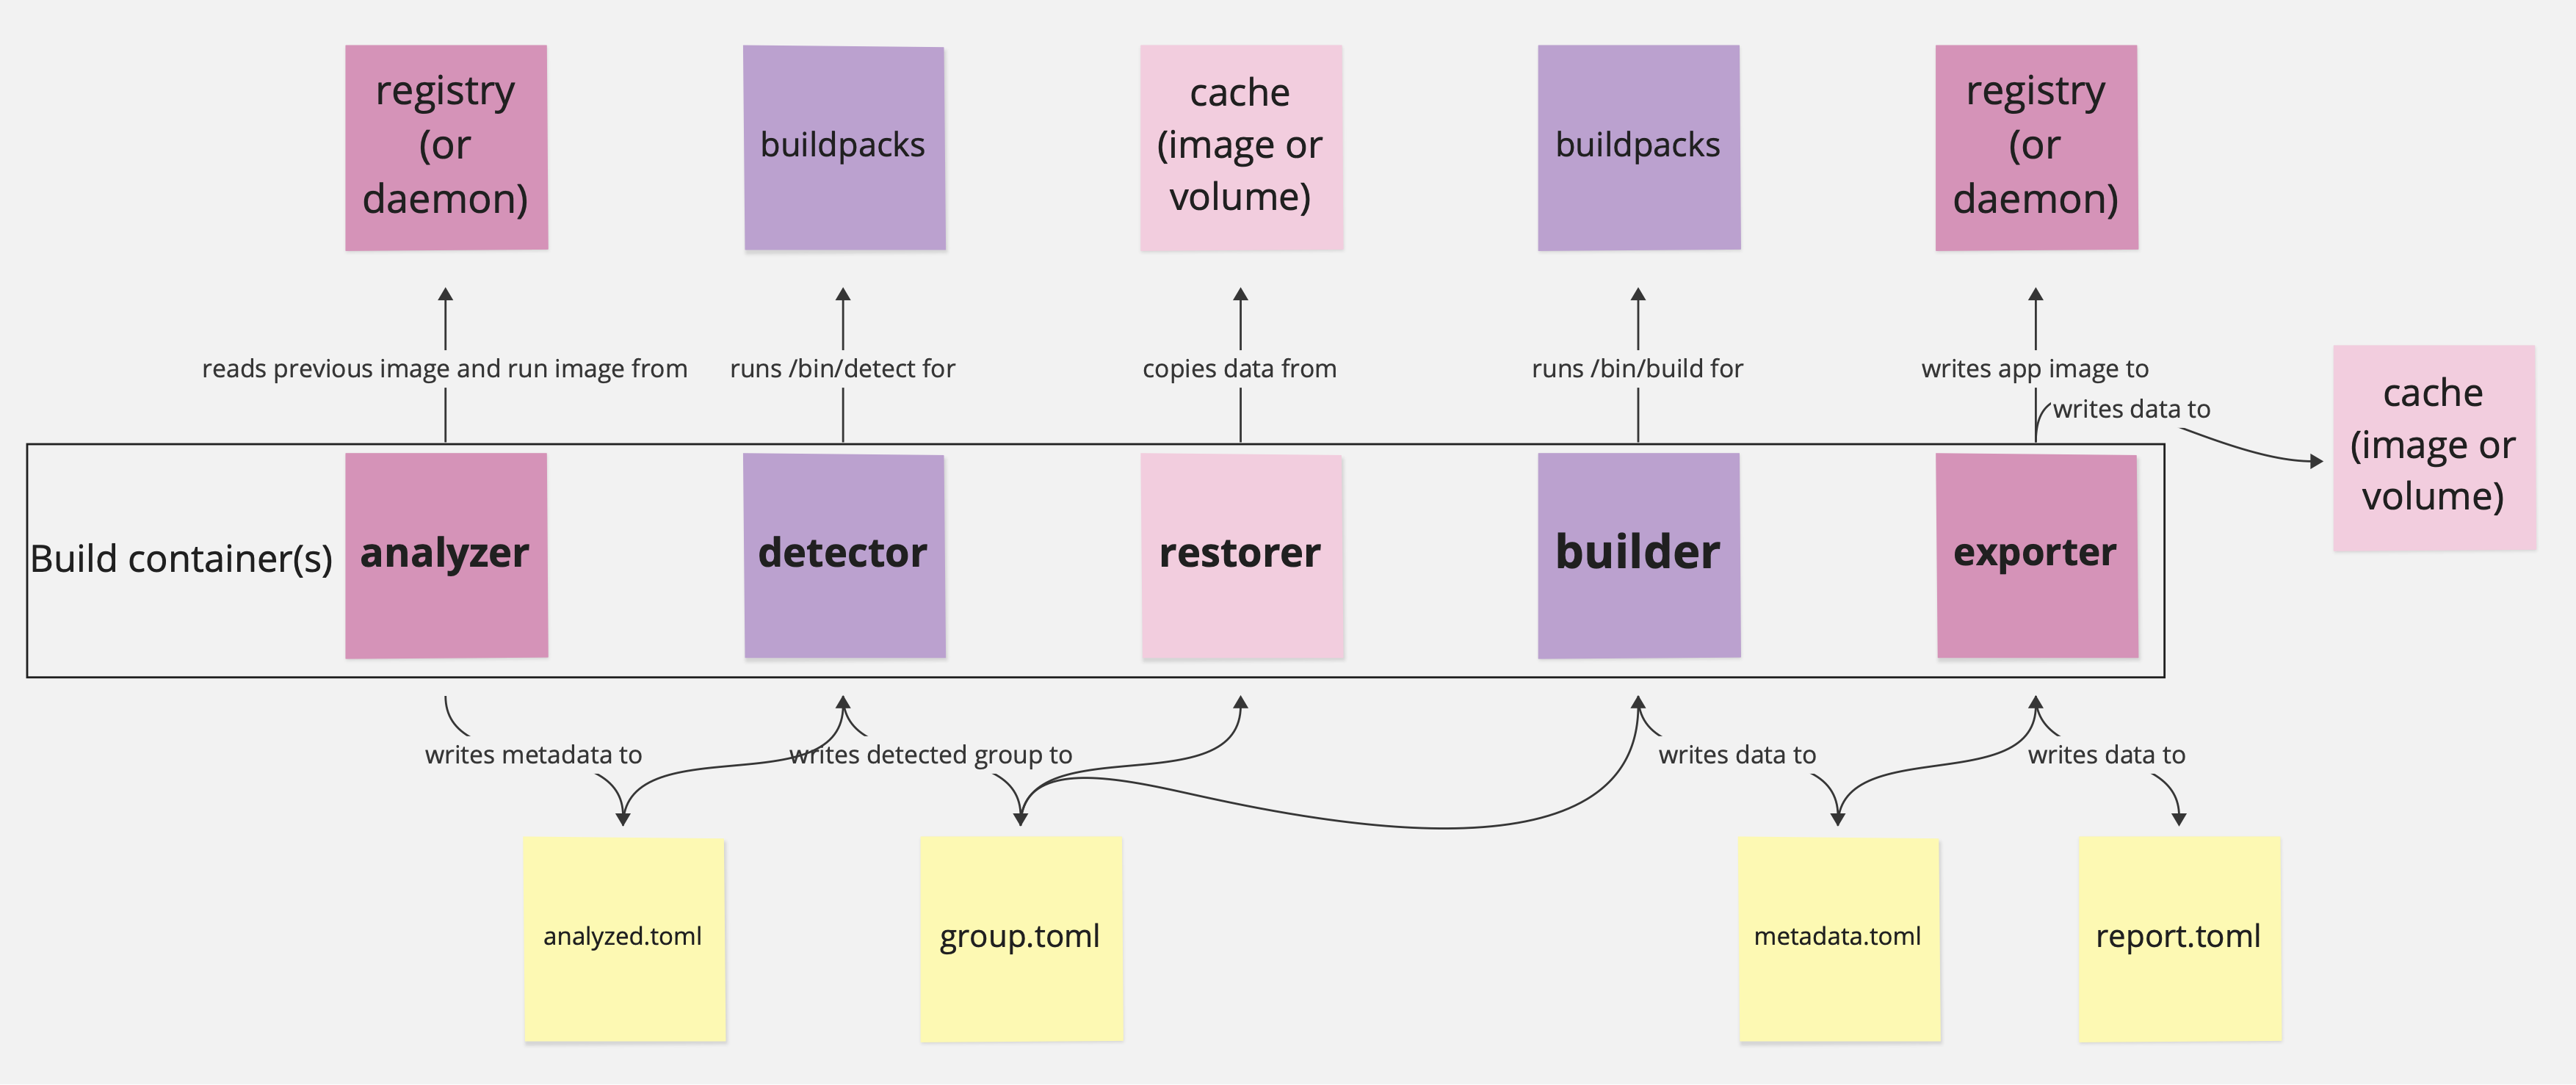 registry
(or
daemon)
buildpacks
cache
(image or
volume)
buildpacks
registry
(or
daemon)
reads previous image and run image from
runs /bin/detect for
copies data from
runs /bin/build for
writes app image to
writes data to
cache
(image or
volume)
Build container(s)
analyzer
detector
restorer
builder
exporter
writes metadata to
writes detected group to
writes data to
writes data to
analyzed.toml
group.toml
metadata.toml
report.toml